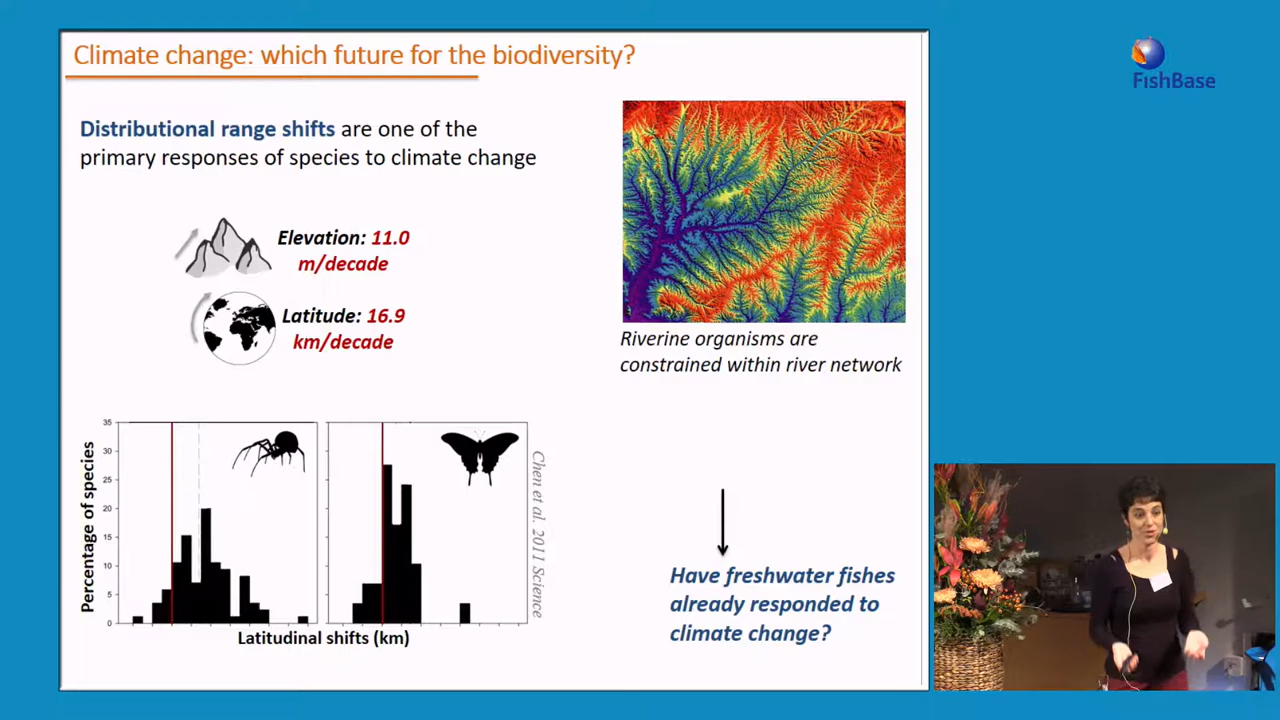 Climate change: which future for the biodiversity?
FishBase
Distributional range shifts are one of the
primary responses of species to climate change
Elevation: 11.0
m/decade
Latitude: 16.9
km/decade
Riverine organisms are
constrained within river network
Percentage of species
35
30
25
20
15
10
5
0
Latitudinal shifts (km)
Chen et al. 2011 Science
Have freshwater fishes
already responded to
climate change?